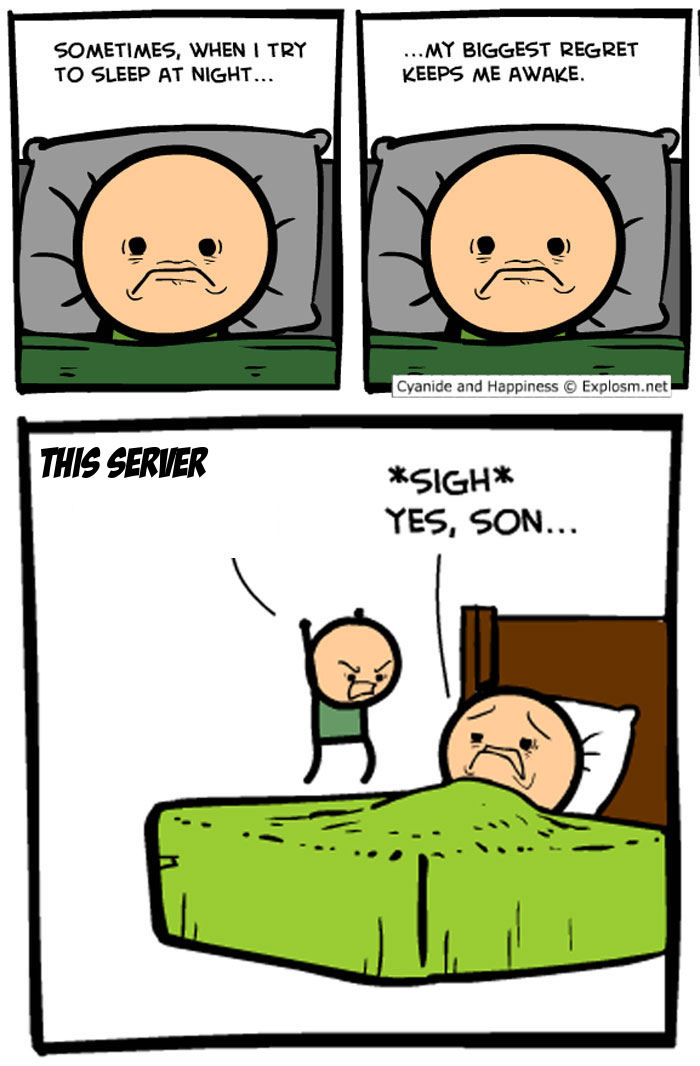 SOMETIMES, WHEN I TRY
TO SLEEP AT NIGHT...
...MY BIGGEST REGRET
KEEPS ME AWAKE.
Cyanide and Happiness © Explosm.net
THIS SERVER
*SIGH*
YES, SON...